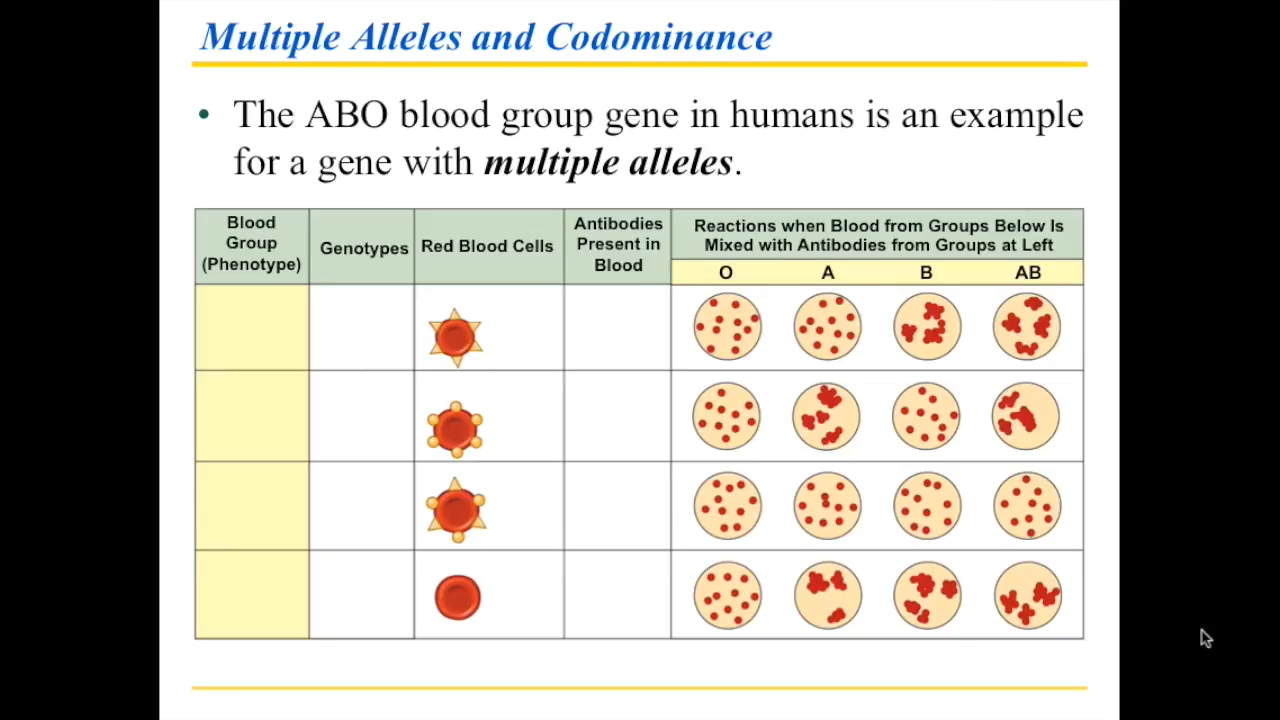 Multiple Alleles and Codominance
• The ABO blood group gene in humans is an example
for a gene with multiple alleles.
Blood
Group
(Phenotype)
Genotypes
Red Blood Cells
Antibodies
Present in
Blood
Reactions when Blood from Groups Below Is
Mixed with Antibodies from Groups at Left
O A B AB